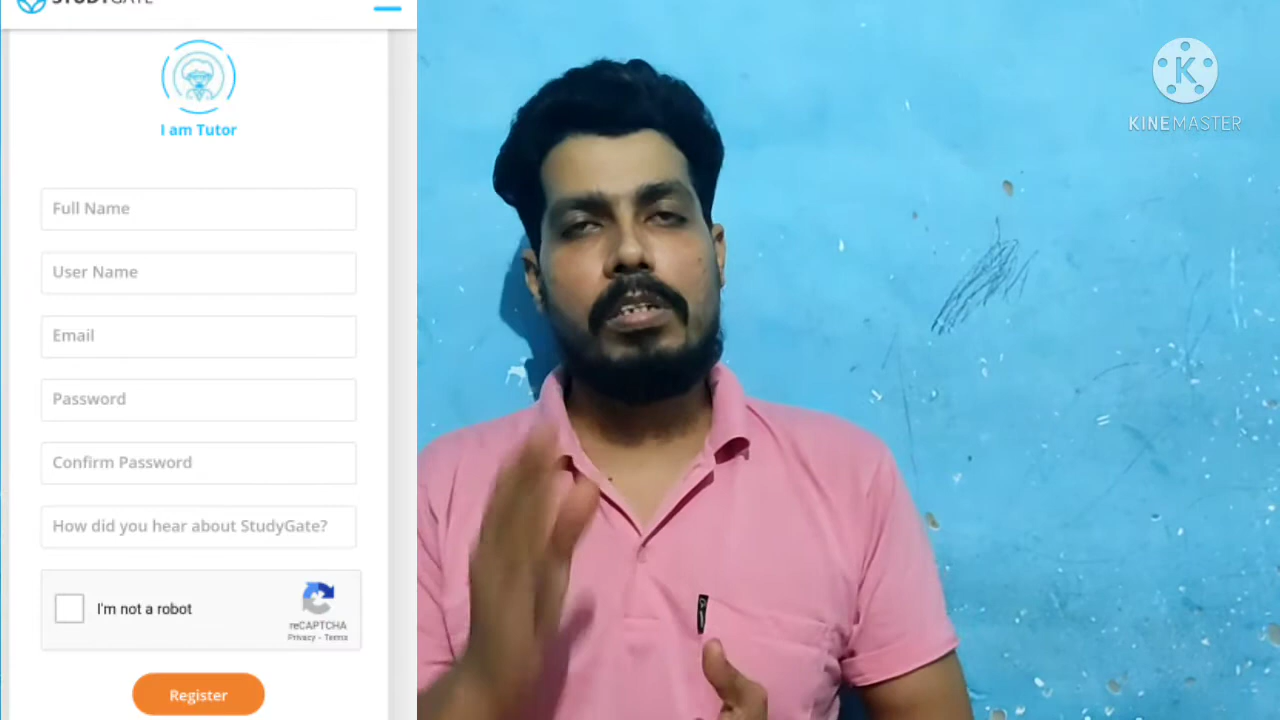 STUDYGATE
I am Tutor
Full Name
User Name
Email
Password
Confirm Password
How did you hear about StudyGate?
I'm not a robot
reCAPTCHA
Privacy - Terms
Register
K
KINEMASTER